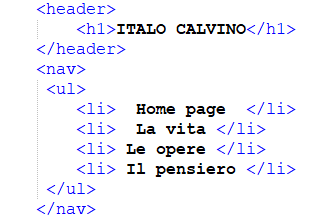 <header>
<h1>ITALO CALVINO</h1>
</header>
<nav>
<ul>
<li>  Home page  </li>
<li>  La vita </li>
<li> Le opere </li>
<li> Il pensiero </li>
</ul>
</nav>